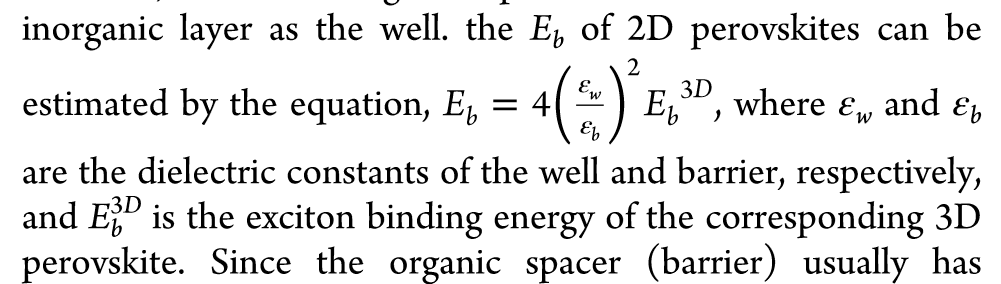 inorganic layer as the well. the E_b of 2D perovskites can be
estimated by the equation, E_b = 4(ε_w/ε_b)^2 E_b^{3D}, where ε_w and ε_b
are the dielectric constants of the well and barrier, respectively,
and E_b^{3D} is the exciton binding energy of the corresponding 3D
perovskite. Since the organic spacer (barrier) usually has